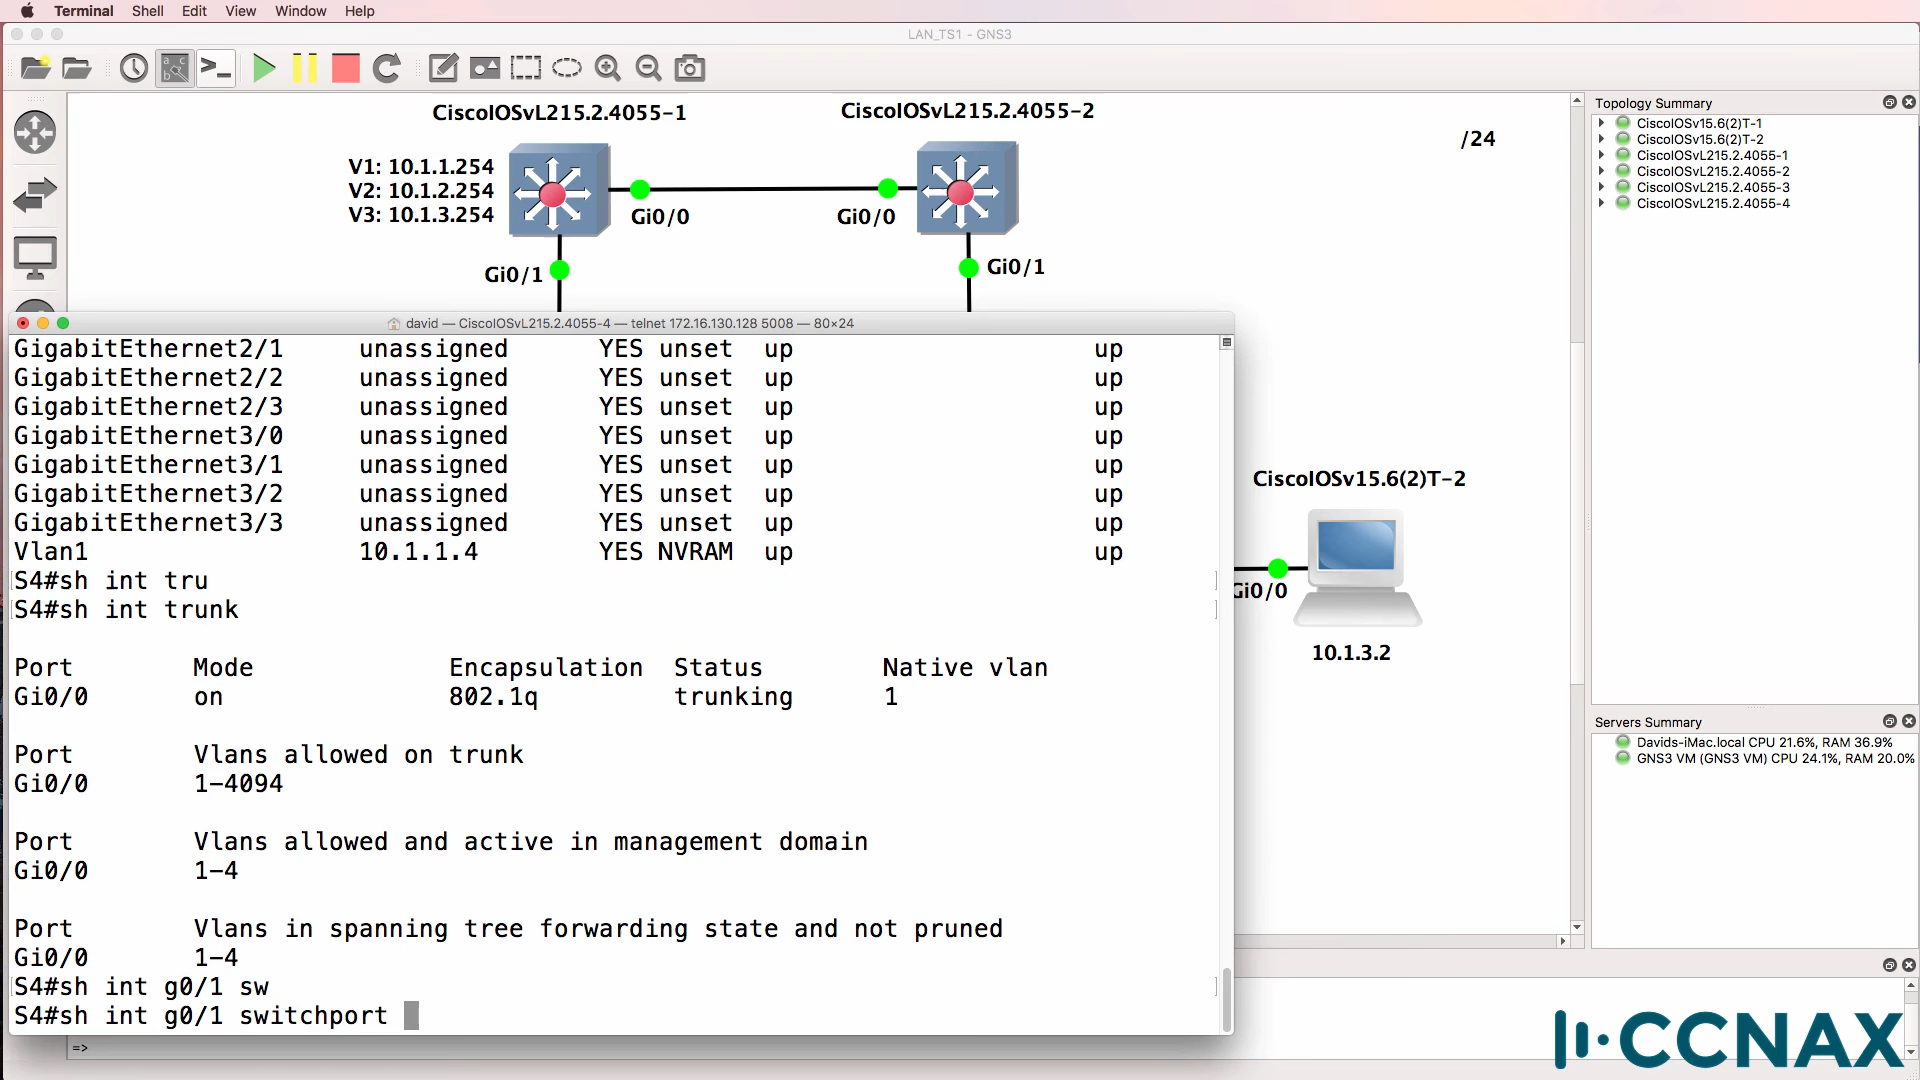 Terminal Shell Edit View Window Help
LAN_TS1 - GNS3
CiscoIOSvL215.2.4055-1
CiscoIOSvL215.2.4055-2
/24
V1: 10.1.1.254
V2: 10.1.2.254
V3: 10.1.3.254
Gi0/0
Gi0/0
Gi0/1
Gi0/1
david — CiscoIOSvL215.2.4055-4 — telnet 172.16.130.128 5008 — 80×24
GigabitEthernet2/1 unassigned YES unset up up
GigabitEthernet2/2 unassigned YES unset up up
GigabitEthernet2/3 unassigned YES unset up up
GigabitEthernet3/0 unassigned YES unset up up
GigabitEthernet3/1 unassigned YES unset up up
GigabitEthernet3/2 unassigned YES unset up up
GigabitEthernet3/3 unassigned YES unset up up
Vlan1 10.1.1.4 YES NVRAM up up
S4#sh int tru
S4#sh int trunk
Port Mode Encapsulation Status Native vlan
Gi0/0 on 802.1q trunking 1
Port Vlans allowed on trunk
Gi0/0 1-4094
Port Vlans allowed and active in management domain
Gi0/0 1-4
Port Vlans in spanning tree forwarding state and not pruned
Gi0/0 1-4
S4#sh int g0/1 sw
S4#sh int g0/1 switchport
=>
CiscoIOSv15.6(2)T-2
Gi0/0
10.1.3.2
Topology Summary
CiscoIOSv15.6(2)T-1
CiscoIOSv15.6(2)T-2
CiscoIOSvL215.2.4055-1
CiscoIOSvL215.2.4055-2
CiscoIOSvL215.2.4055-3
CiscoIOSvL215.2.4055-4
Servers Summary
Davids-iMac.local CPU 21.6%, RAM 36.9%
GNS3 VM (GNS3 VM) CPU 24.1%, RAM 20.0%
CCNAX